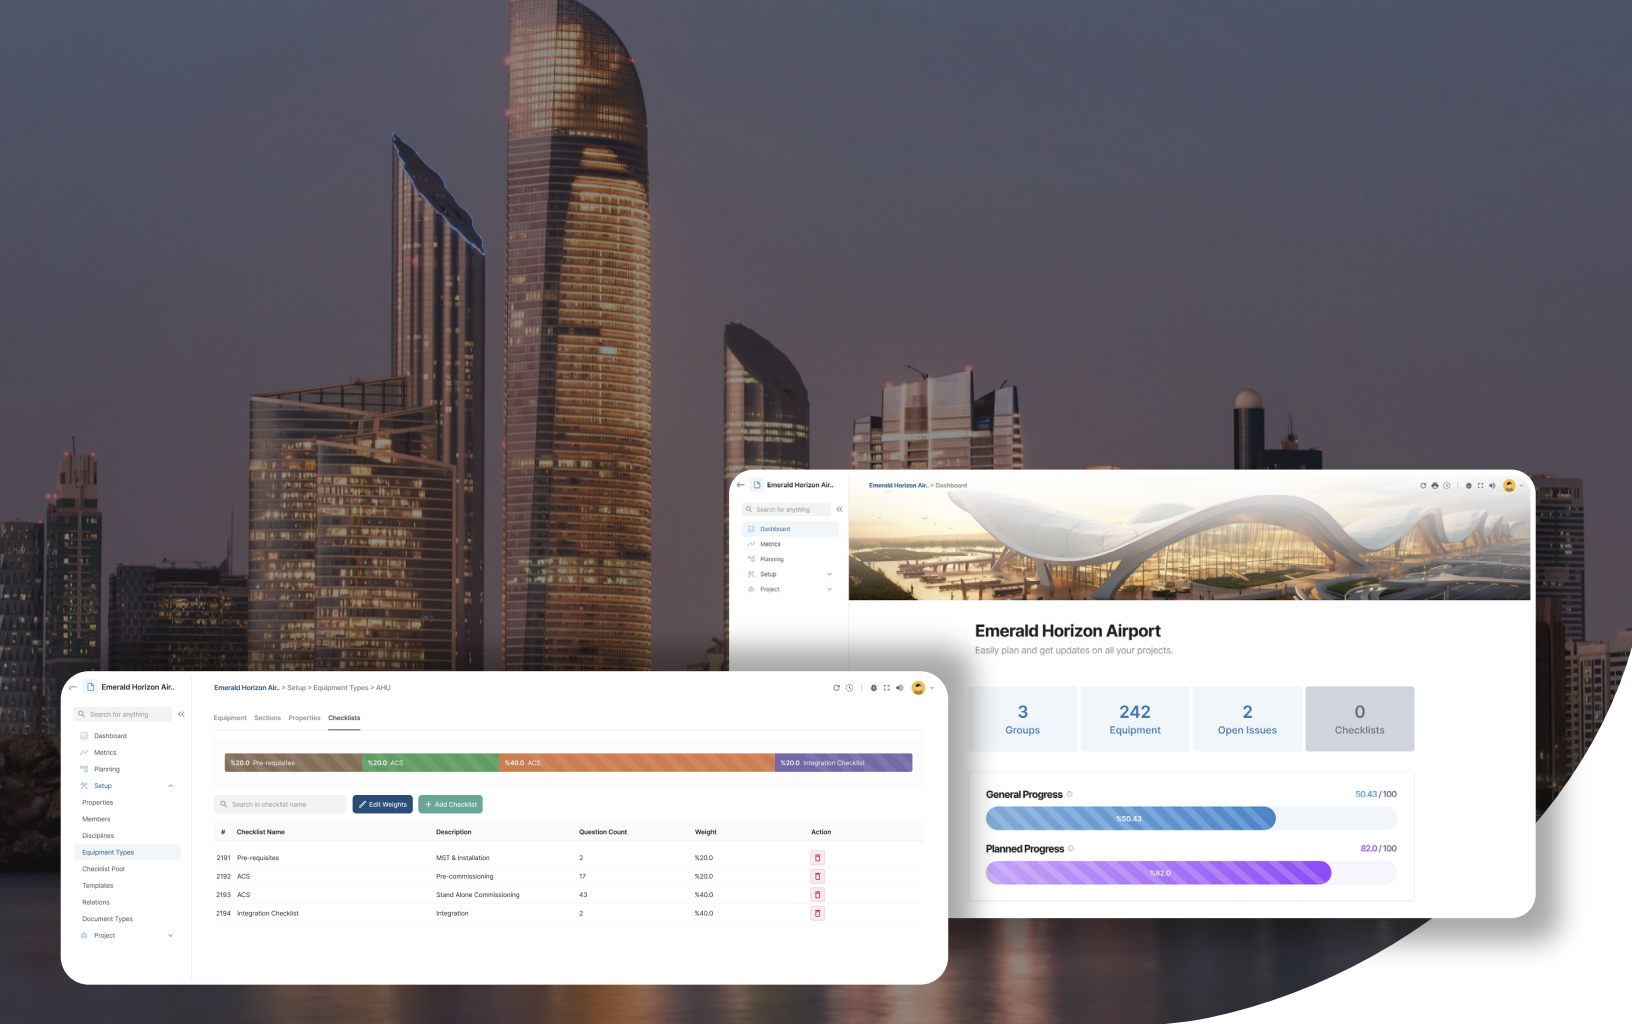 Emerald Horizon Air..
Emerald Horizon Air.. > Dashboard
Search for anything
Dashboard
Metrics
Planning
Setup
Project
Emerald Horizon Airport
Easily plan and get updates on all your projects.
3
Groups
242
Equipment
2
Open Issues
0
Checklists
General Progress
50.43 / 100
%50.43
Planned Progress
82.0 / 100
%82.0
Emerald Horizon Air..
Search for anything
Dashboard
Metrics
Planning
Setup
Properties
Members
Disciplines
Equipment Types
Checklist Pool
Templates
Relations
Document Types
Project
Emerald Horizon Air.. > Setup > Equipment Types > AHU
Equipment Sections Properties Checklists
%20.0 Pre-requisites %20.0 ACS %40.0 ACS %20.0 Integration Checklist
Search in checklist name Edit Weights + Add Checklist
# Checklist Name Description Question Count Weight Action
2191 Pre-requisites MST & Installation 2 %20.0
2192 ACS Pre-commissioning 17 %20.0
2193 ACS Stand Alone Commissioning 43 %40.0
2194 Integration Checklist Integration 2 %40.0